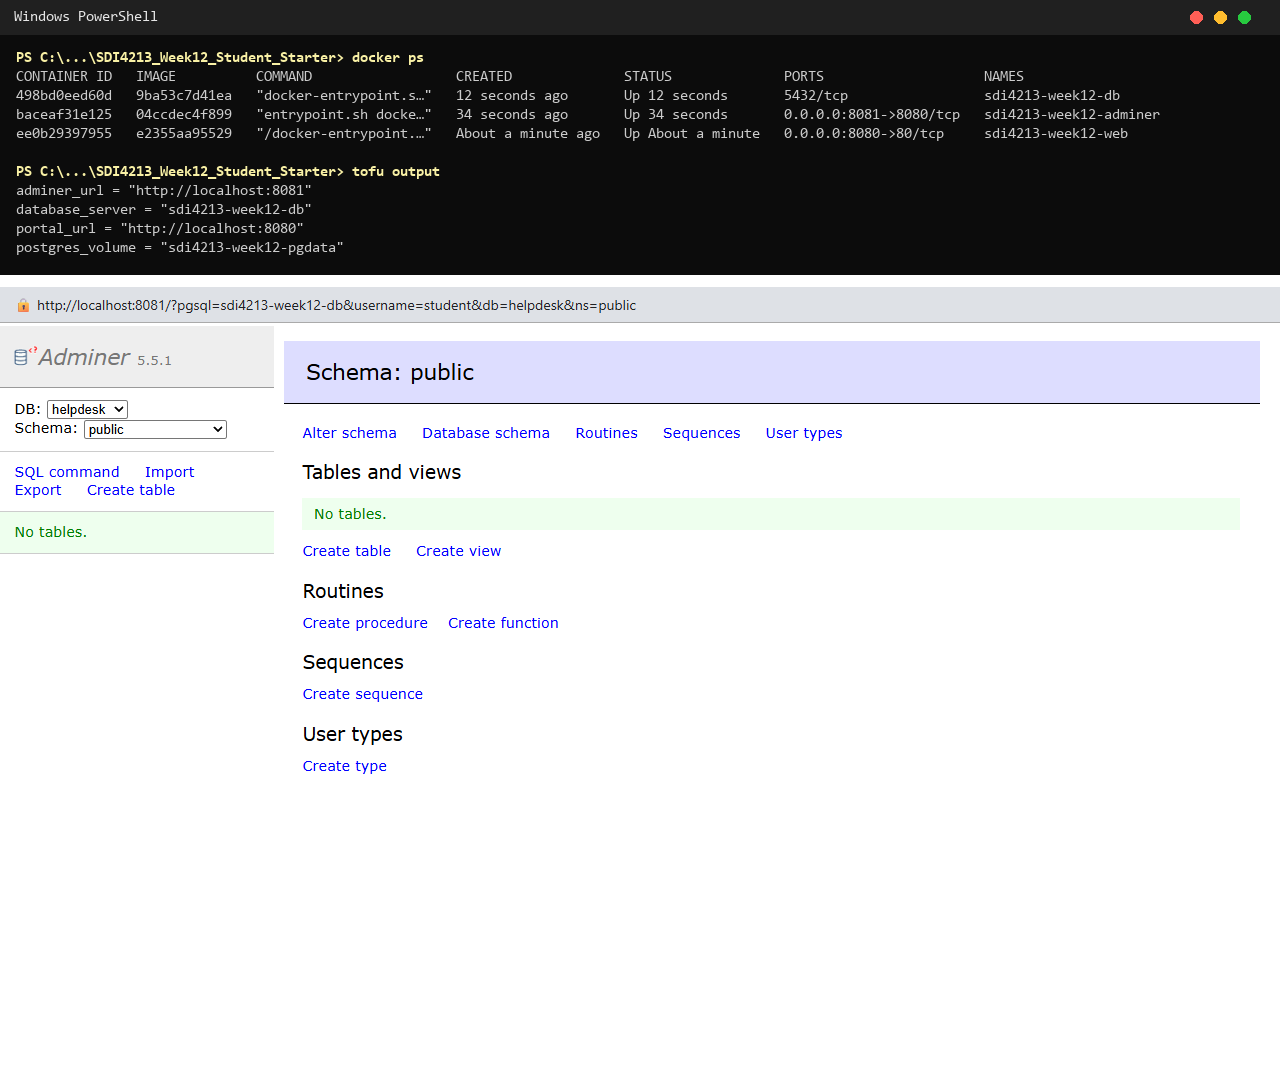 Windows PowerShell
PS C:\...\SDI4213_Week12_Student_Starter> docker ps
CONTAINER ID   IMAGE          COMMAND                  CREATED              STATUS              PORTS                    NAMES
498bd0eed60d   9ba53c7d41ea   "docker-entrypoint.s…"   12 seconds ago       Up 12 seconds       5432/tcp                 sdi4213-week12-db
baceaf31e125   04ccdec4f899   "entrypoint.sh docke…"   34 seconds ago       Up 34 seconds       0.0.0.0:8081->8080/tcp   sdi4213-week12-adminer
ee0b29397955   e2355aa95529   "/docker-entrypoint.…"   About a minute ago   Up About a minute   0.0.0.0:8080->80/tcp     sdi4213-week12-web
PS C:\...\SDI4213_Week12_Student_Starter> tofu output
adminer_url = "http://localhost:8081"
database_server = "sdi4213-week12-db"
portal_url = "http://localhost:8080"
postgres_volume = "sdi4213-week12-pgdata"
http://localhost:8081/?pgsql=sdi4213-week12-db&username=student&db=helpdesk&ns=public
Adminer 5.5.1
DB: helpdesk
Schema: public
SQL command Import
Export Create table
No tables.
Schema: public
Alter schema Database schema Routines Sequences User types
Tables and views
No tables.
Create table Create view
Routines
Create procedure Create function
Sequences
Create sequence
User types
Create type